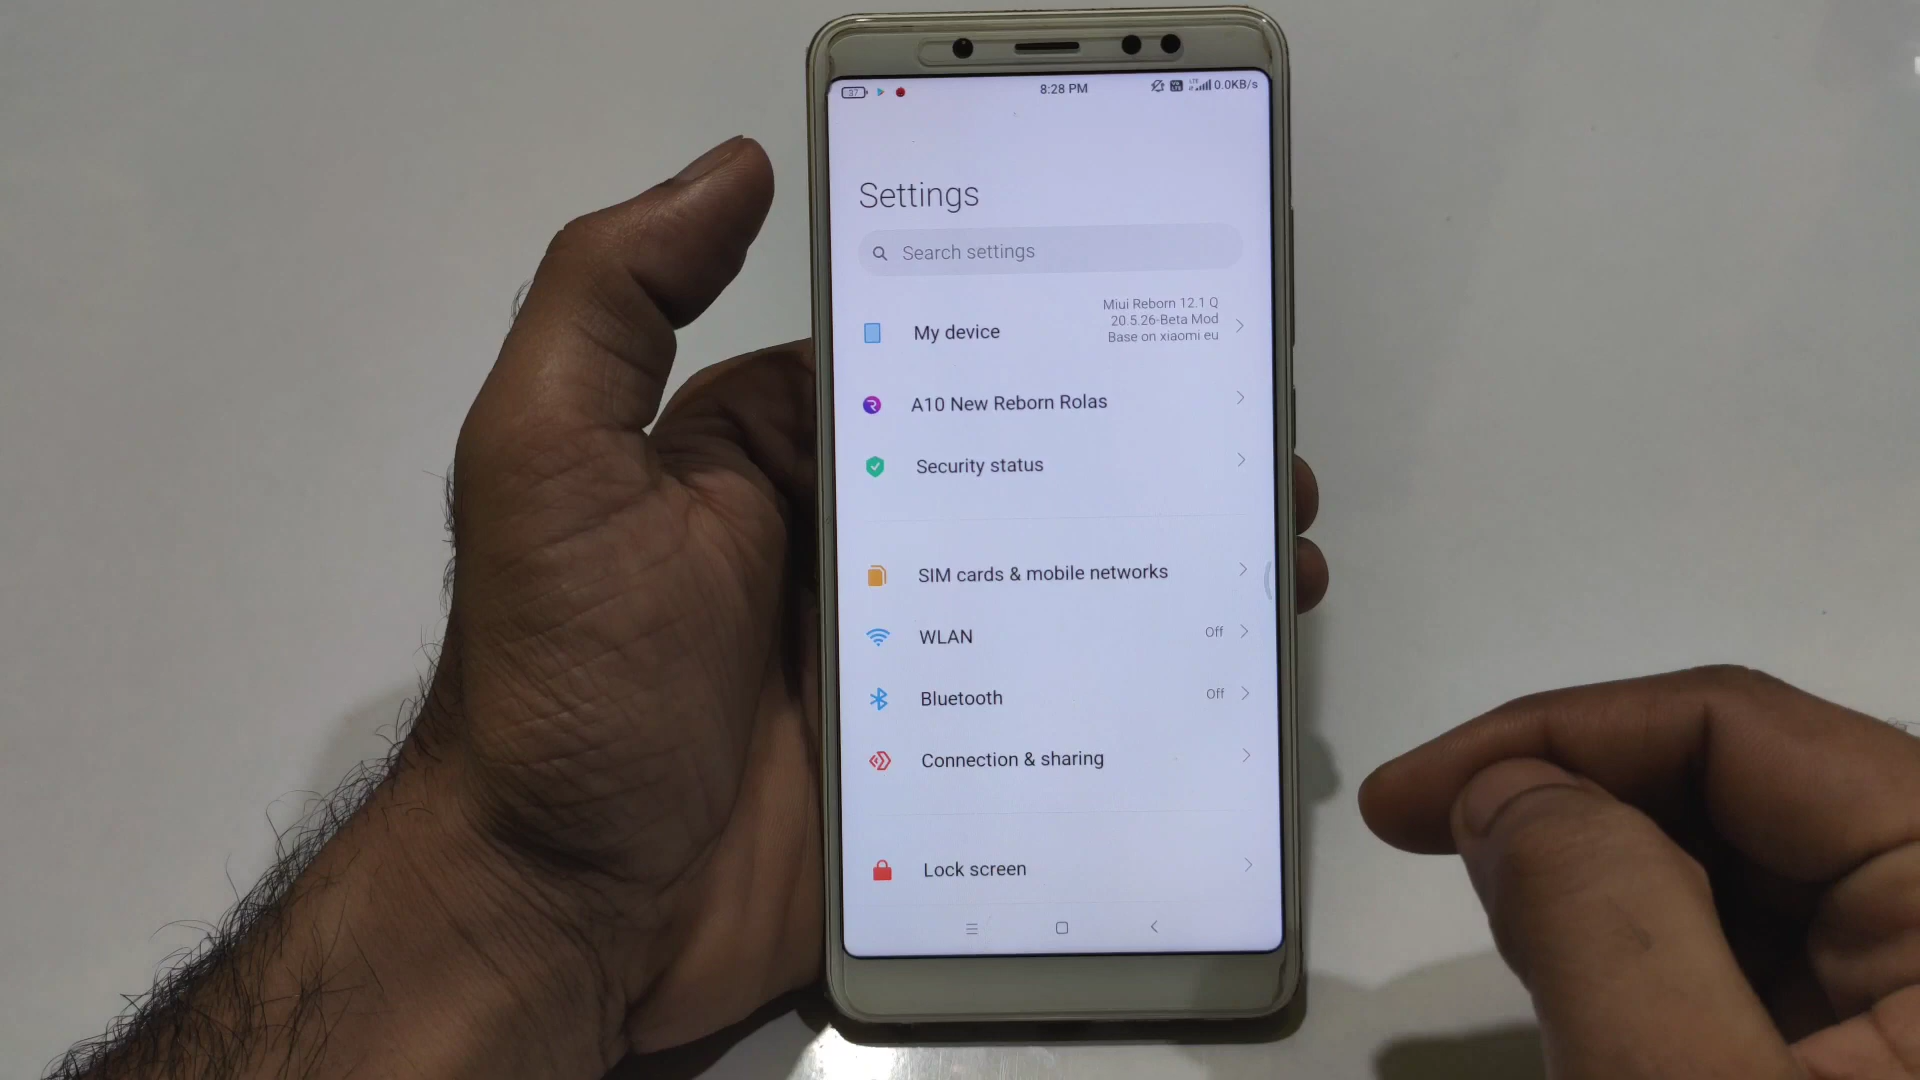 37
8:28 PM
0.0KB/s
Settings
Search settings
My device
Miui Reborn 12.1 Q
20.5.26-Beta Mod
Base on xiaomi eu
A10 New Reborn Rolas
Security status
SIM cards & mobile networks
WLAN
Off
Bluetooth
Off
Connection & sharing
Lock screen